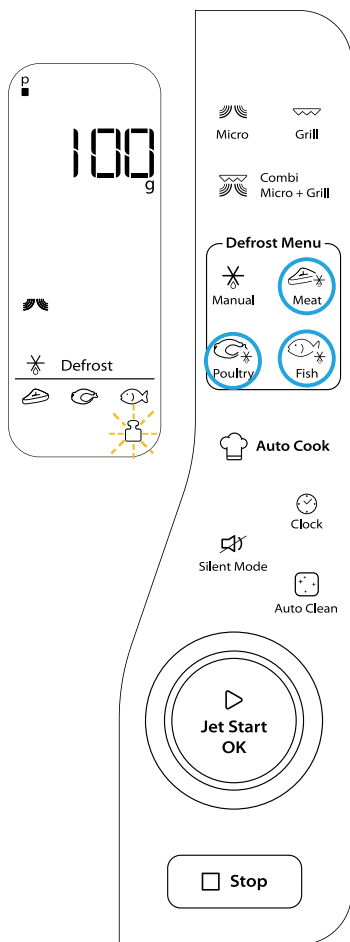 p
100
g
Defrost
Micro
Grill
Combi
Micro + Grill
Defrost Menu
Manual
Meat
Poultry
Fish
Auto Cook
Clock
Silent Mode
Auto Clean
Jet Start
OK
Stop